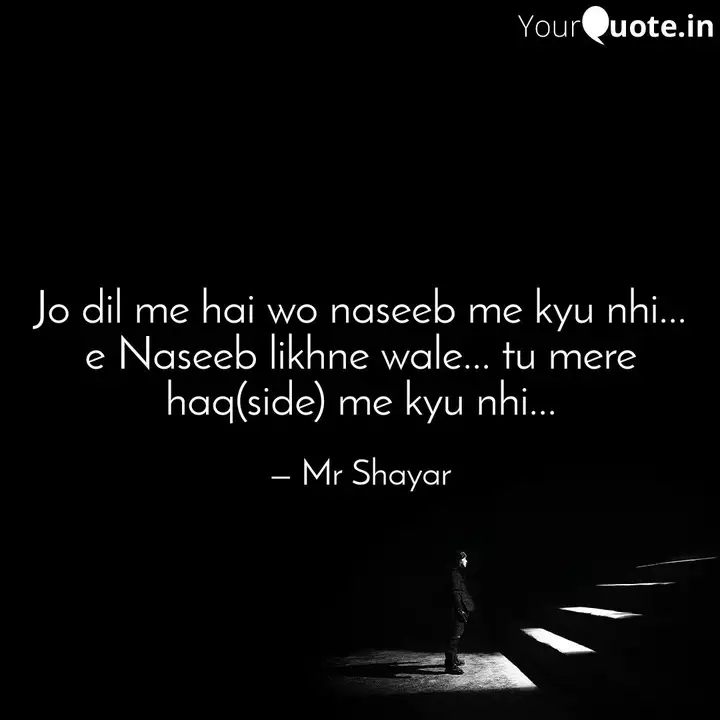 YourQuote.in
Jo dil me hai wo naseeb me kyu nhi...
e Naseeb likhne wale... tu mere
haq(side) me kyu nhi...
— Mr Shayar